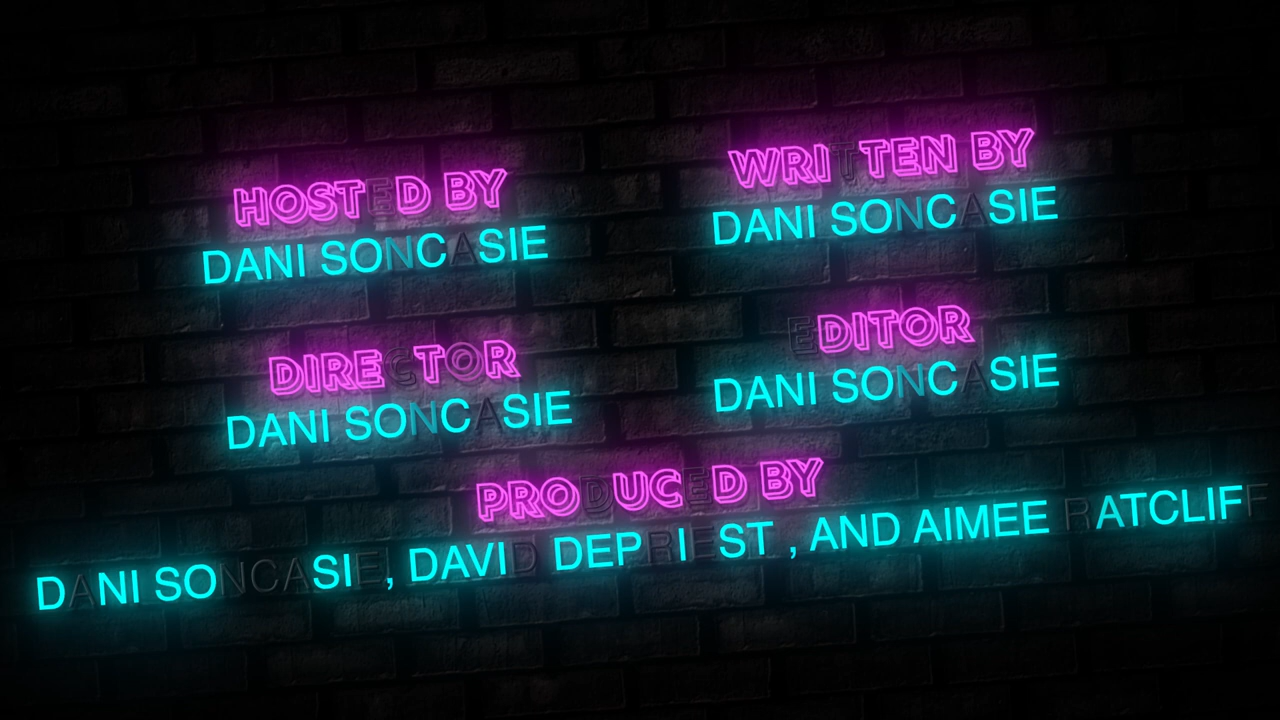 HOSTED BY
DANI SONCASIE
WRITTEN BY
DANI SONCASIE
DIRECTOR
DANI SONCASIE
EDITOR
DANI SONCASIE
PRODUCED BY
DANI SONCASIE, DAVID DEPRIEST , AND AIMEE RATCLIFF